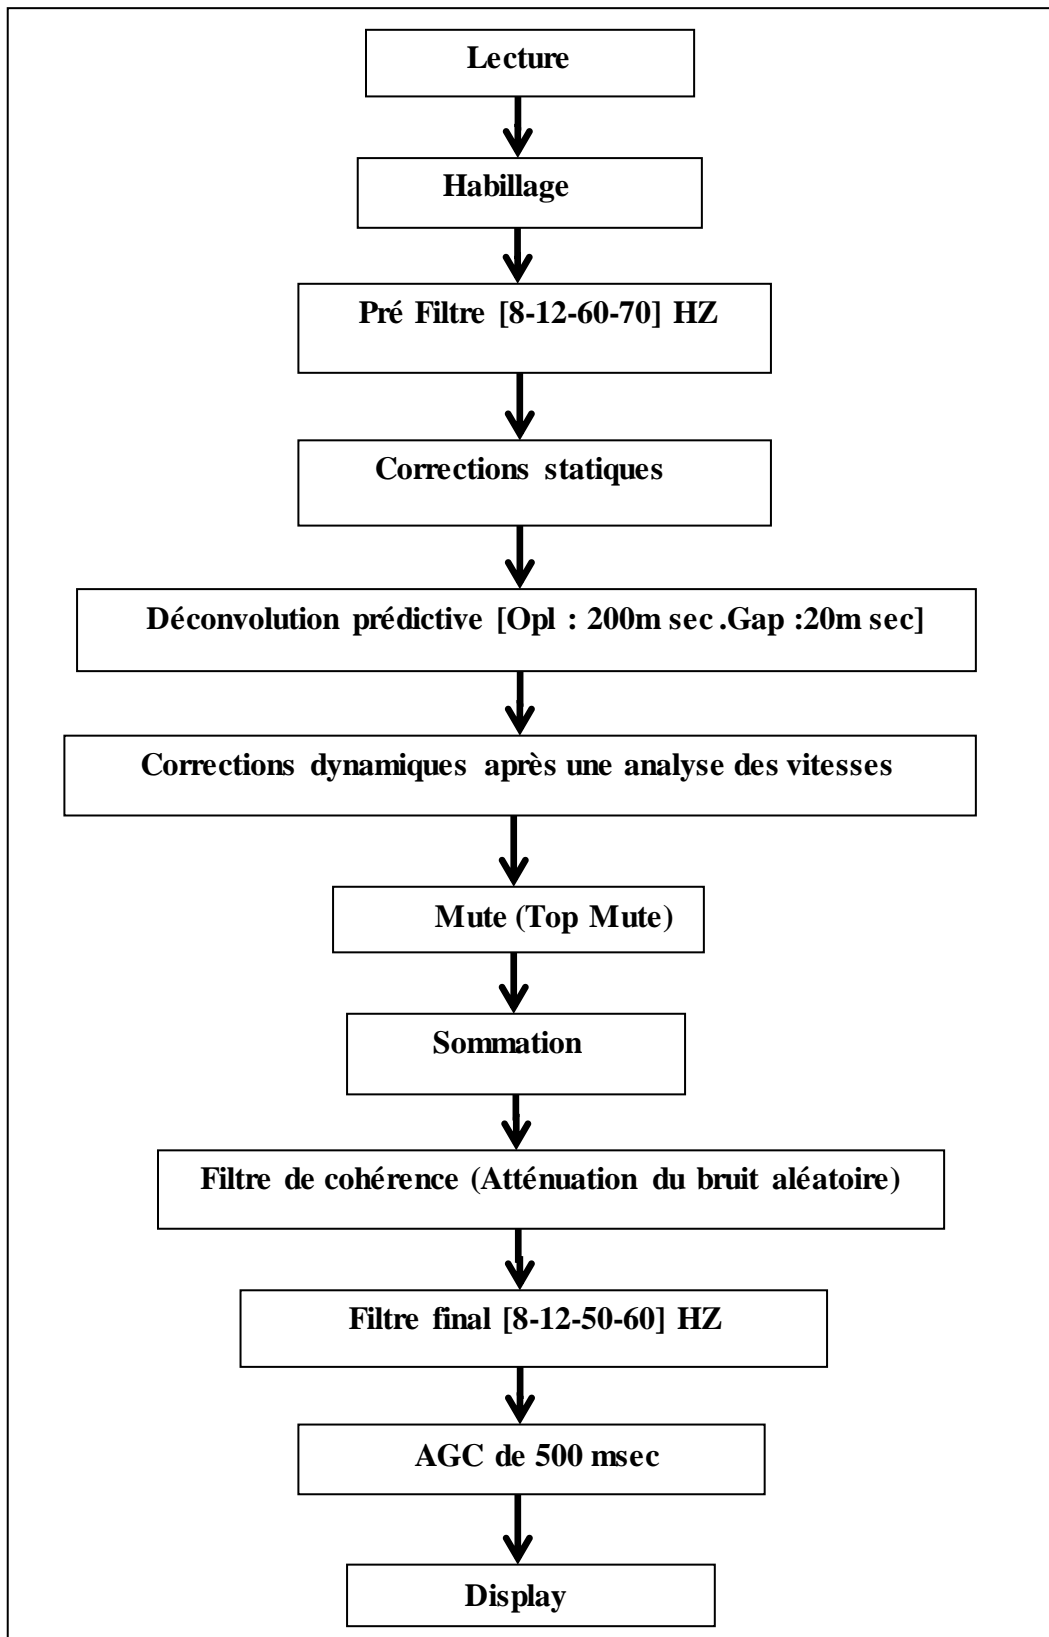 Lecture
Habillage
Pré Filtre [8-12-60-70] HZ
Corrections statiques
Déconvolution prédictive [Opl : 200m sec .Gap :20m sec]
Corrections dynamiques après une analyse des vitesses
Mute (Top Mute)
Sommation
Filtre de cohérence (Atténuation du bruit aléatoire)
Filtre final [8-12-50-60] HZ
AGC de 500 msec
Display